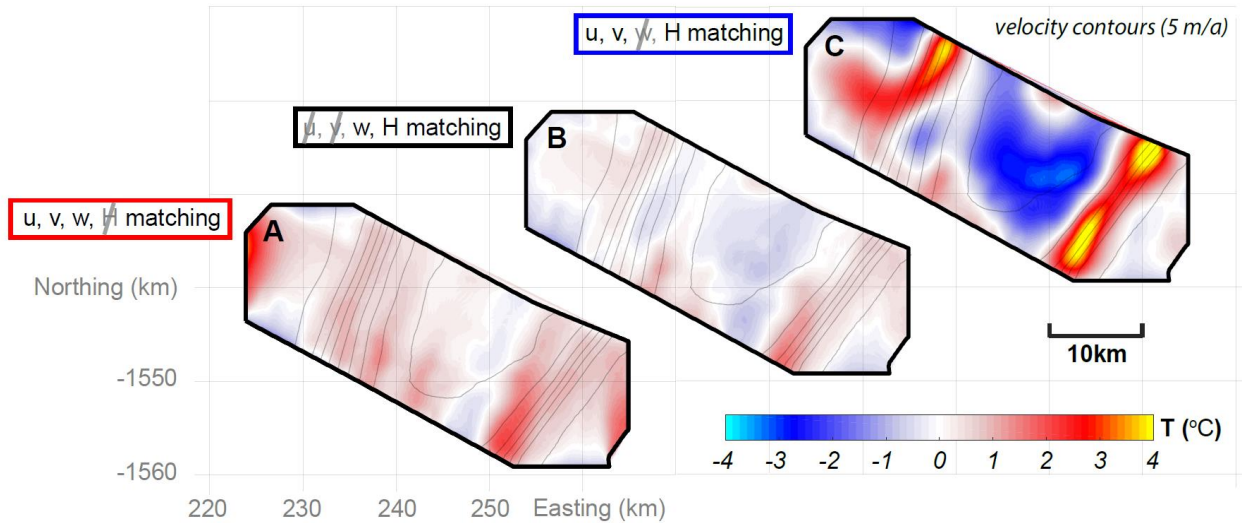 u, v, w, H matching
C
velocity contours (5 m/a)
u, v, w, H matching
B
u, v, w, H matching
A
Northing (km)
10km
-1550
T (°C)
-4 -3 -2 -1 0 1 2 3 4
-1560
220 230 240 250 Easting (km)